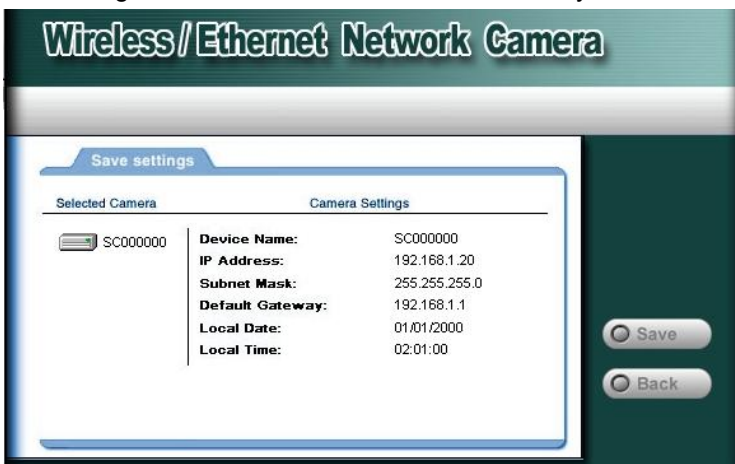 Wireless/Ethernet Network Camera
Save settings
Selected Camera Camera Settings
SC000000 Device Name: SC000000
IP Address: 192.168.1.20
Subnet Mask: 255.255.255.0
Default Gateway: 192.168.1.1
Local Date: 01/01/2000
Local Time: 02:01:00
Save
Back